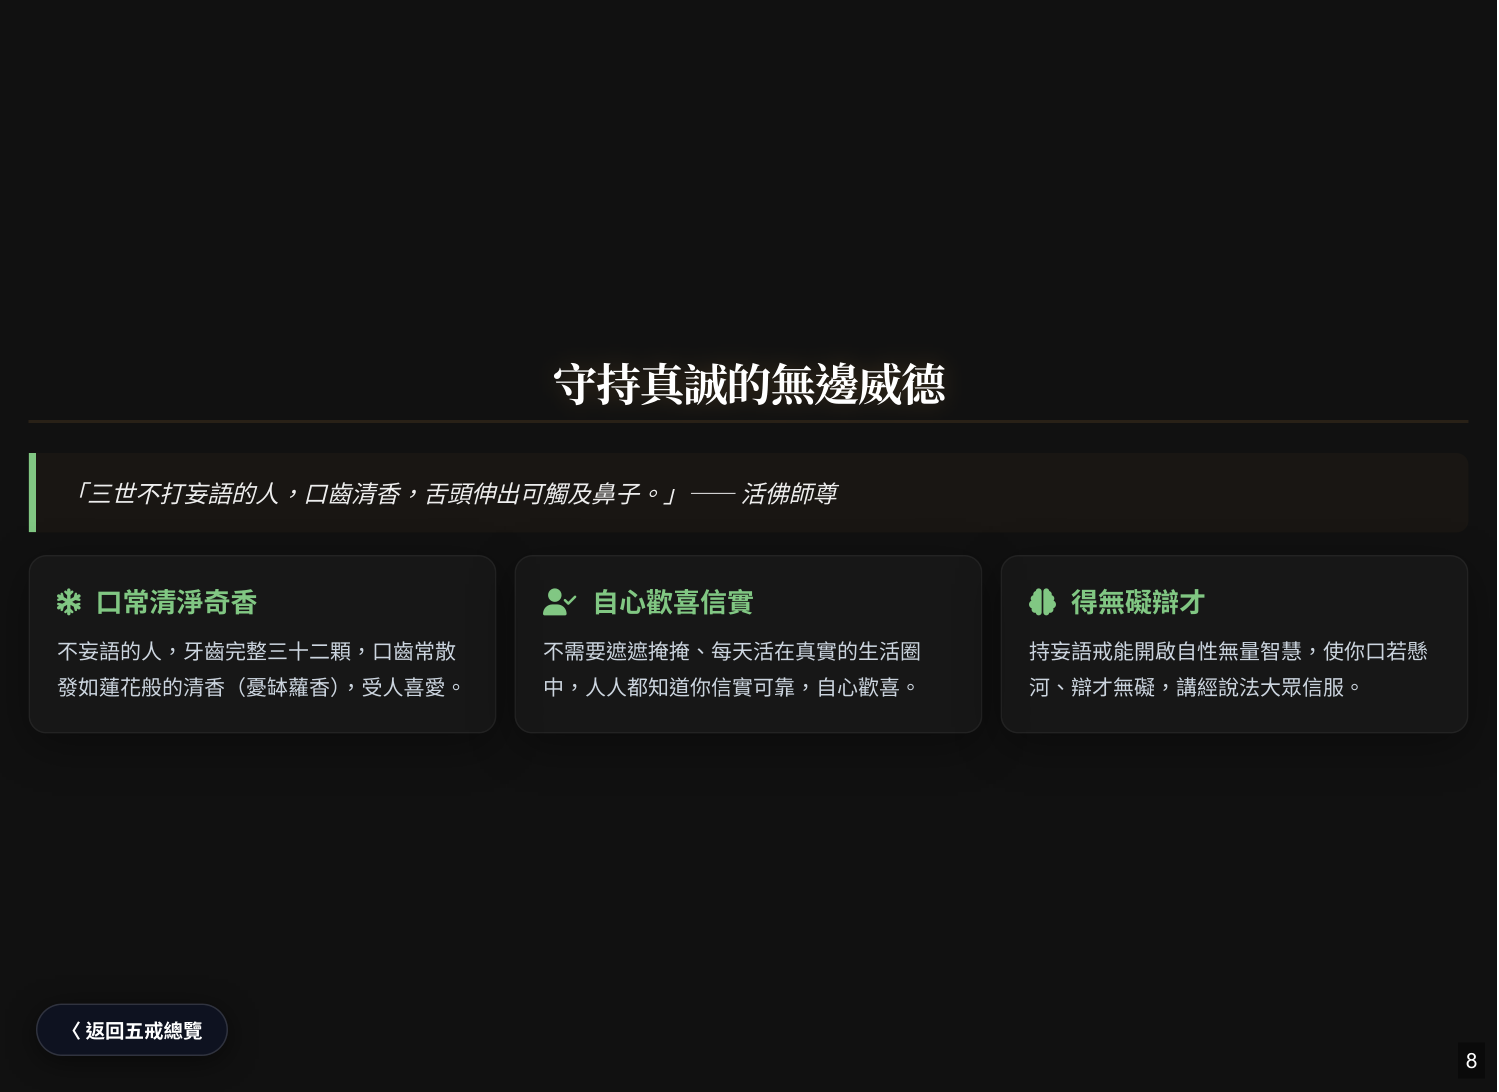 守持真誠的無邊威德
「三世不打妄語的人，口齒清香，舌頭伸出可觸及鼻子。」—— 活佛師尊
口常清淨奇香
不妄語的人，牙齒完整三十二顆，口齒常散
發如蓮花般的清香（憂缽蘿香），受人喜愛。
自心歡喜信實
不需要遮遮掩掩、每天活在真實的生活圈
中，人人都知道你信實可靠，自心歡喜。
得無礙辯才
持妄語戒能開啟自性無量智慧，使你口若懸
河、辯才無礙，講經說法大眾信服。
〈 返回五戒總覽
8